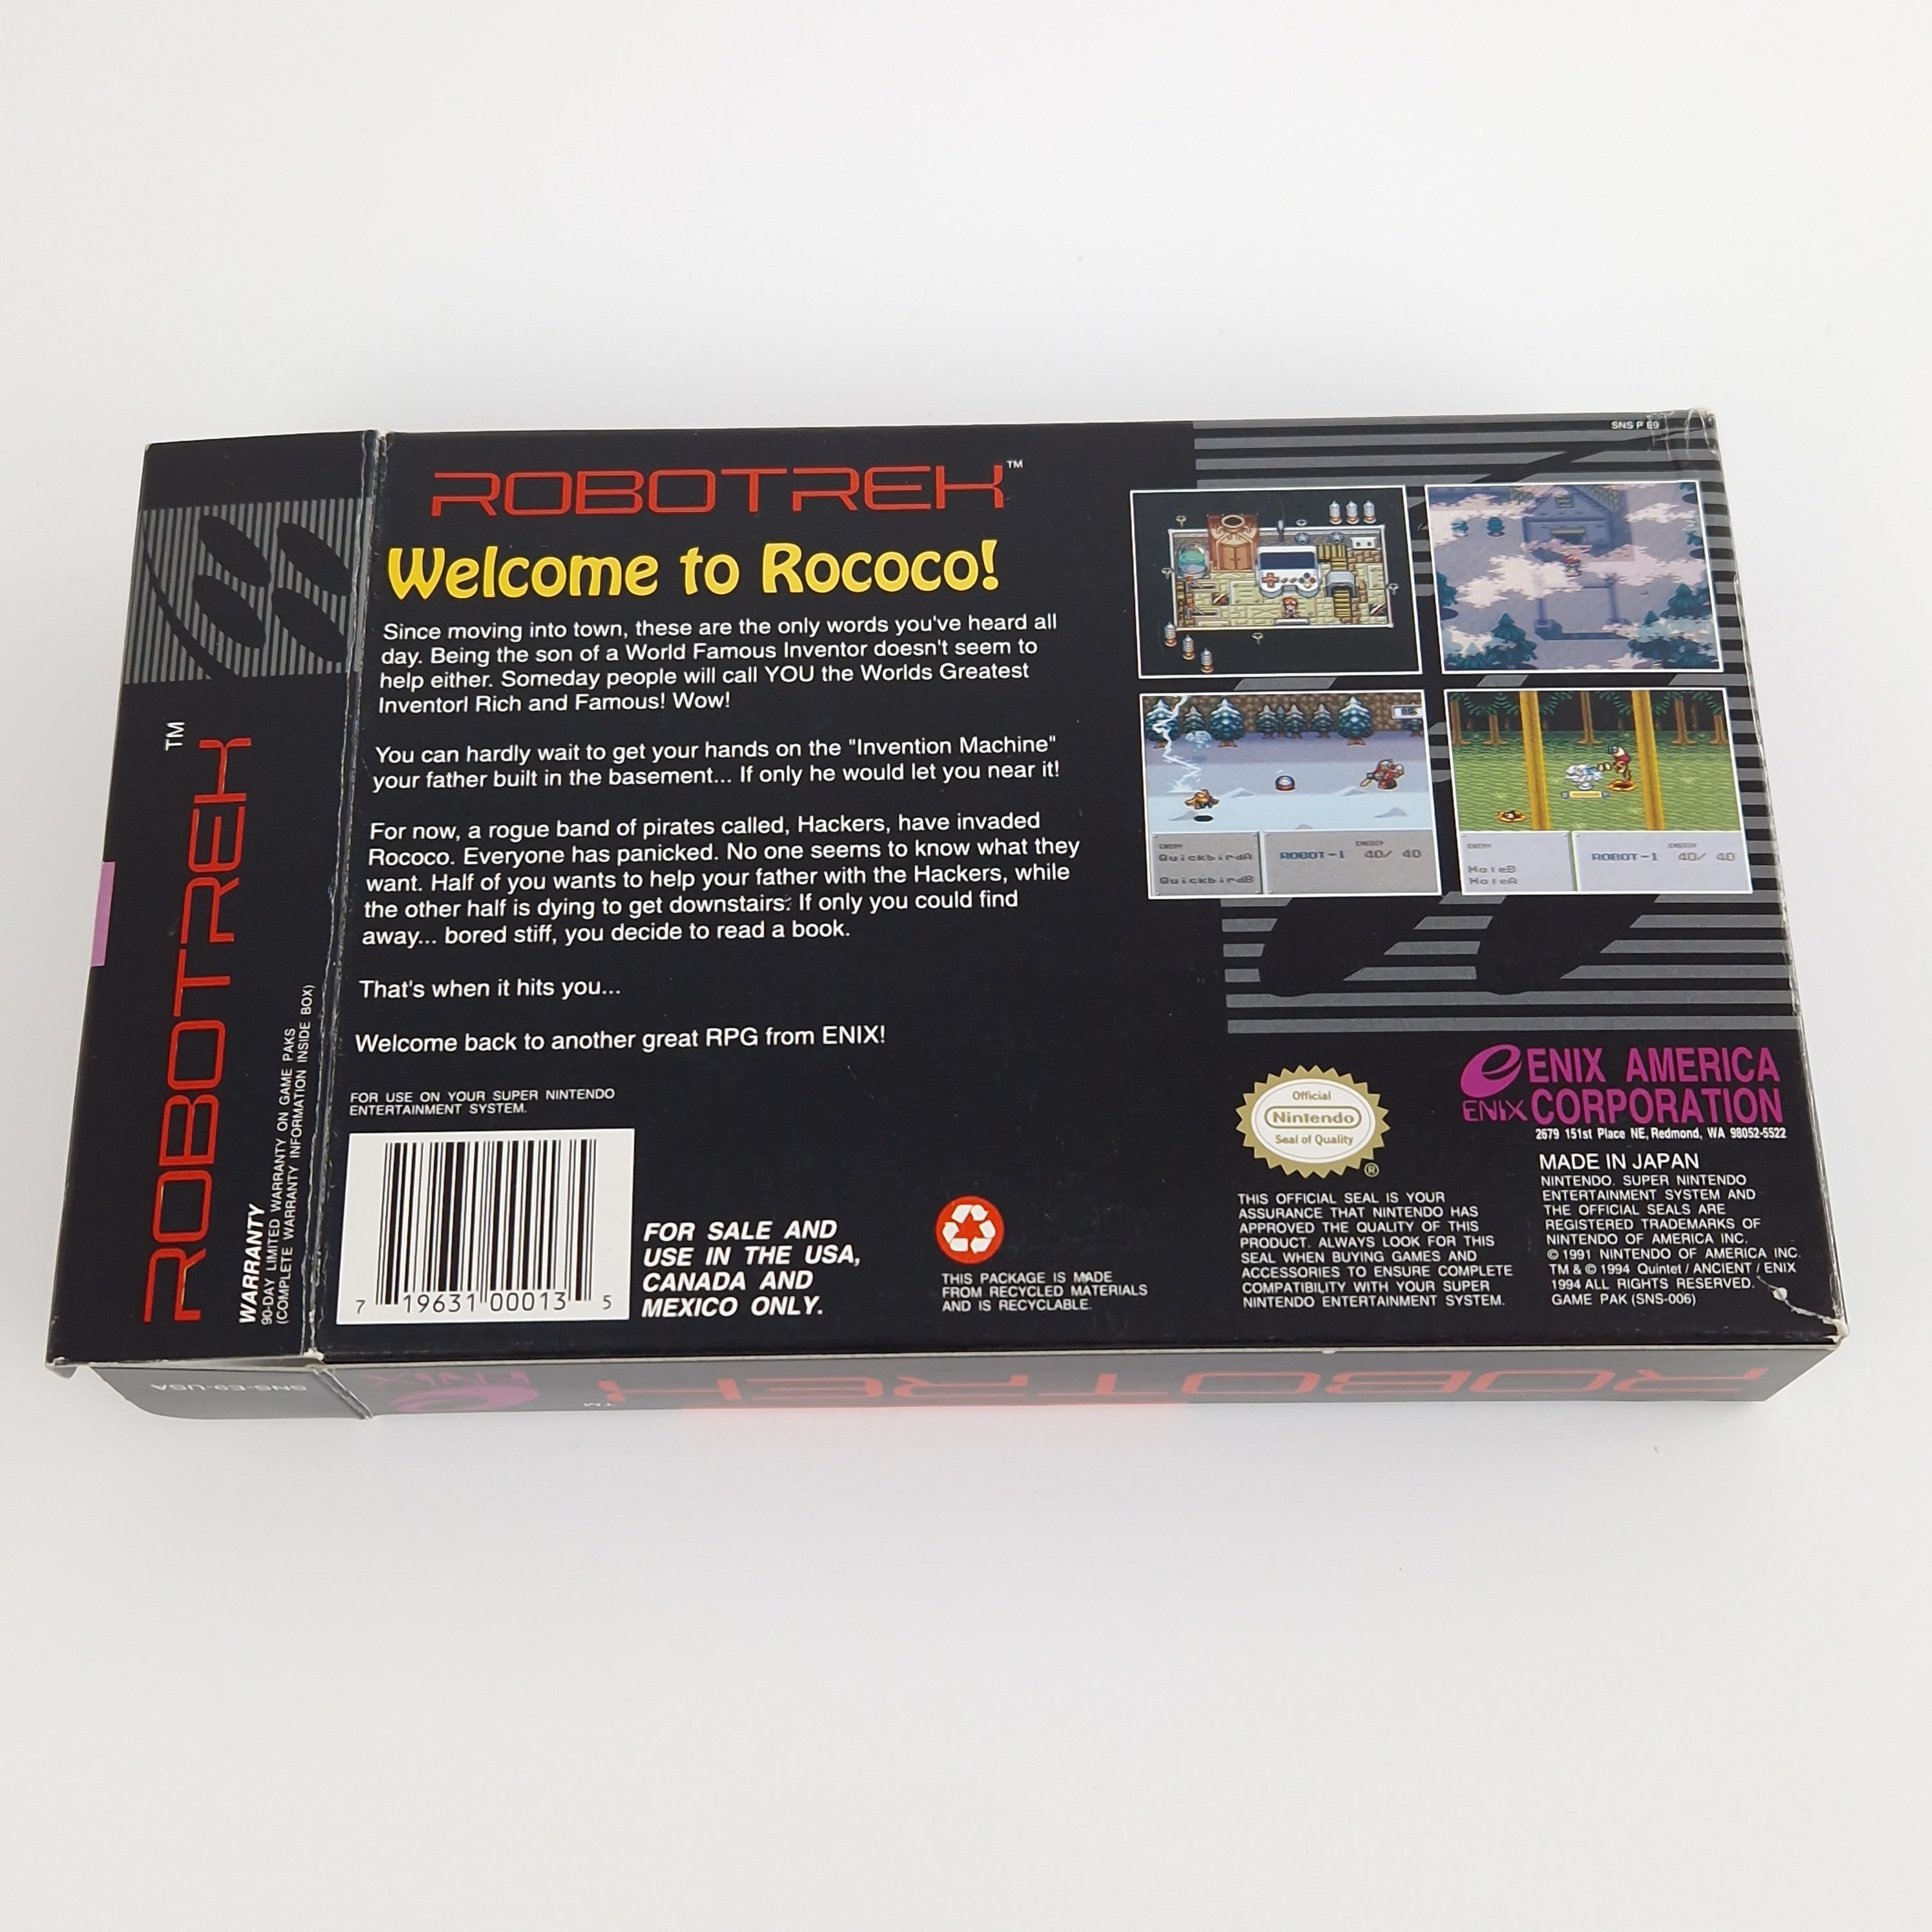 SNS P E9
ROBOTREK™
Welcome to Rococo!
Since moving into town, these are the only words you've heard all
day. Being the son of a World Famous Inventor doesn't seem to
help either. Someday people will call YOU the Worlds Greatest
Inventorl Rich and Famous! Wow!
You can hardly wait to get your hands on the "Invention Machine"
your father built in the basement... If only he would let you near it!
For now, a rogue band of pirates called, Hackers, have invaded
Rococo. Everyone has panicked. No one seems to know what they
want. Half of you wants to help your father with the Hackers, while
the other half is dying to get downstairs. If only you could find
away... bored stiff, you decide to read a book.
That's when it hits you...
Welcome back to another great RPG from ENIX!
FOR USE ON YOUR SUPER NINTENDO
ENTERTAINMENT SYSTEM.
7 19631 00013 5
FOR SALE AND
USE IN THE USA,
CANADA AND
MEXICO ONLY.
THIS PACKAGE IS MADE
FROM RECYCLED MATERIALS
AND IS RECYCLABLE.
ENEMY
QuickbirdA
QuickbirdB
ENERGY
ROBOT-1 40/ 40
ENEMY
MoleB
MoleA
ENERGY
ROBOT-1 40/ 40
Official
Nintendo
Seal of Quality
®
THIS OFFICIAL SEAL IS YOUR
ASSURANCE THAT NINTENDO HAS
APPROVED THE QUALITY OF THIS
PRODUCT. ALWAYS LOOK FOR THIS
SEAL WHEN BUYING GAMES AND
ACCESSORIES TO ENSURE COMPLETE
COMPATIBILITY WITH YOUR SUPER
NINTENDO ENTERTAINMENT SYSTEM.
ENIX
ENIX AMERICA
CORPORATION
2679 151st Place NE, Redmond, WA 98052-5522
MADE IN JAPAN
NINTENDO. SUPER NINTENDO
ENTERTAINMENT SYSTEM AND
THE OFFICIAL SEALS ARE
REGISTERED TRADEMARKS OF
NINTENDO OF AMERICA INC.
© 1991 NINTENDO OF AMERICA INC.
TM & © 1994 Quintet / ANCIENT / ENIX
1994 ALL RIGHTS RESERVED.
GAME PAK (SNS-006)
ROBOTREK™
WARRANTY
90-DAY LIMITED WARRANTY ON GAME PAKS
(COMPLETE WARRANTY INFORMATION INSIDE BOX)
ROBOTREK™
ENIX
SNS-E9-USA